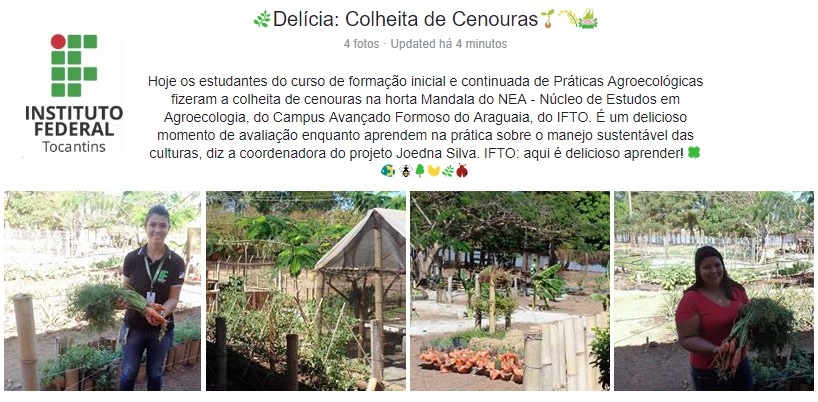 🌿Delícia: Colheita de Cenouras🌱🌾🎋
4 fotos · Updated há 4 minutos
INSTITUTO
FEDERAL
Tocantins
Hoje os estudantes do curso de formação inicial e continuada de Práticas Agroecológicas
fizeram a colheita de cenouras na horta Mandala do NEA - Núcleo de Estudos em
Agroecologia, do Campus Avançado Formoso do Araguaia, do IFTO. É um delicioso
momento de avaliação enquanto aprendem na prática sobre o manejo sustentável das
culturas, diz a coordenadora do projeto Joedna Silva. IFTO: aqui é delicioso aprender! 🍀